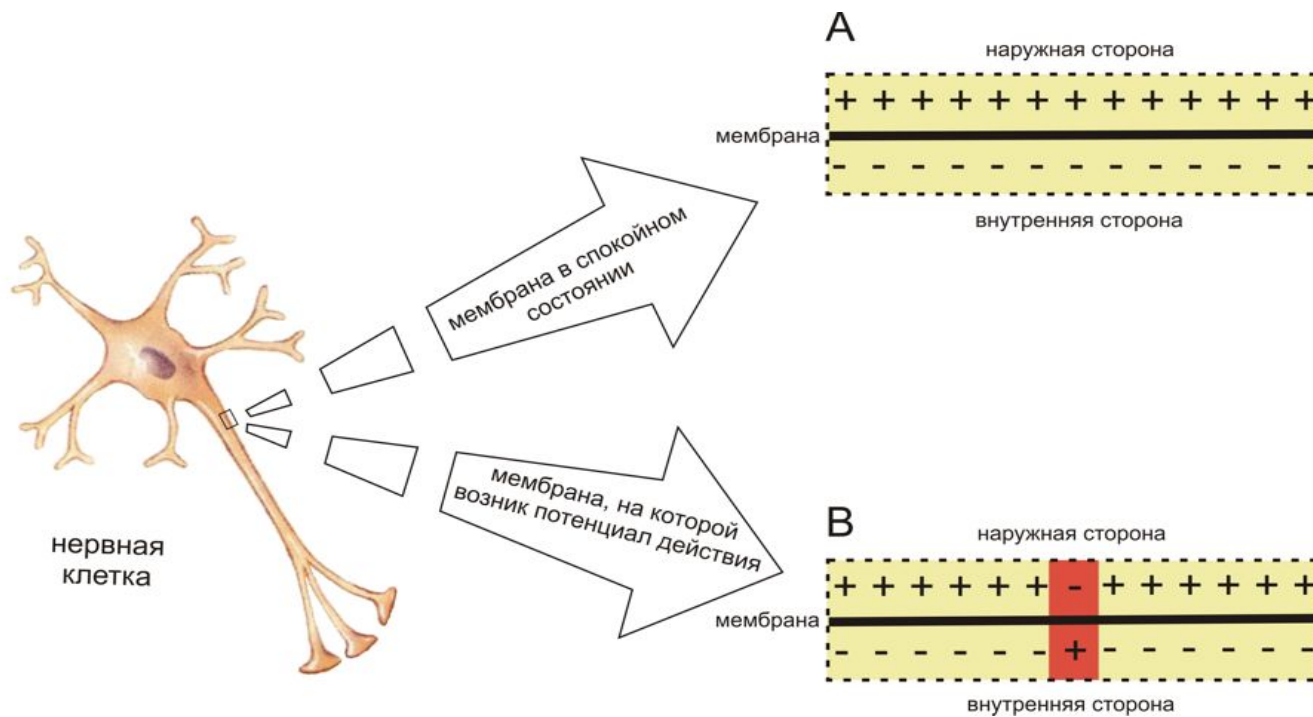 A
наружная сторона
+ + + + + + + + + + + + +
мембрана
- - - - - - - - - - - - -
внутренняя сторона
мембрана в спокойном
состоянии
мембрана, на которой
возник потенциал действия
нервная
клетка
B
наружная сторона
+ + + + + + - + + + + + +
мембрана
- - - - - - + - - - - - -
внутренняя сторона